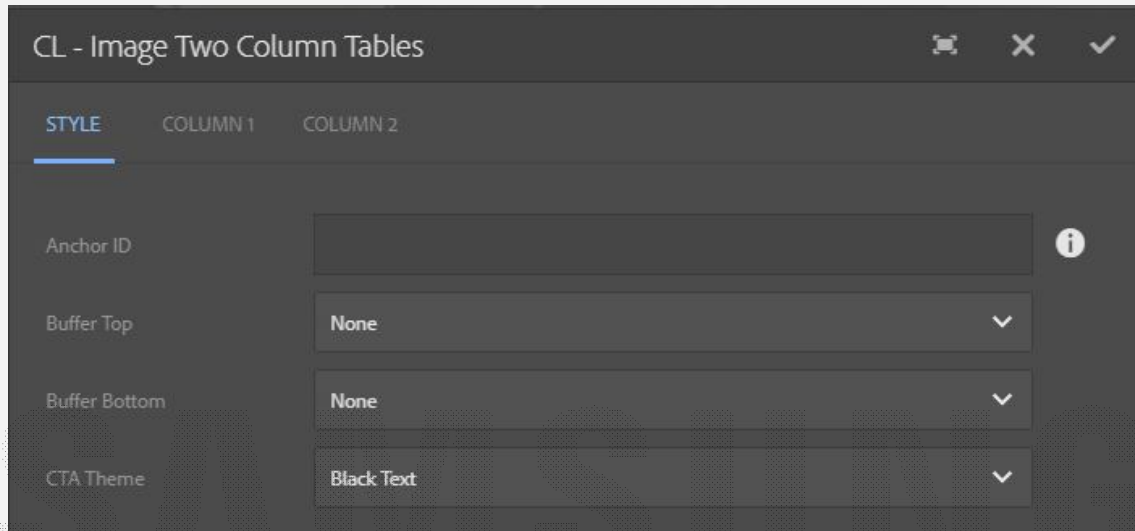 CL - Image Two Column Tables
STYLE COLUMN 1 COLUMN 2
Anchor ID
Buffer Top None
Buffer Bottom None
CTA Theme Black Text
SAMSUNG